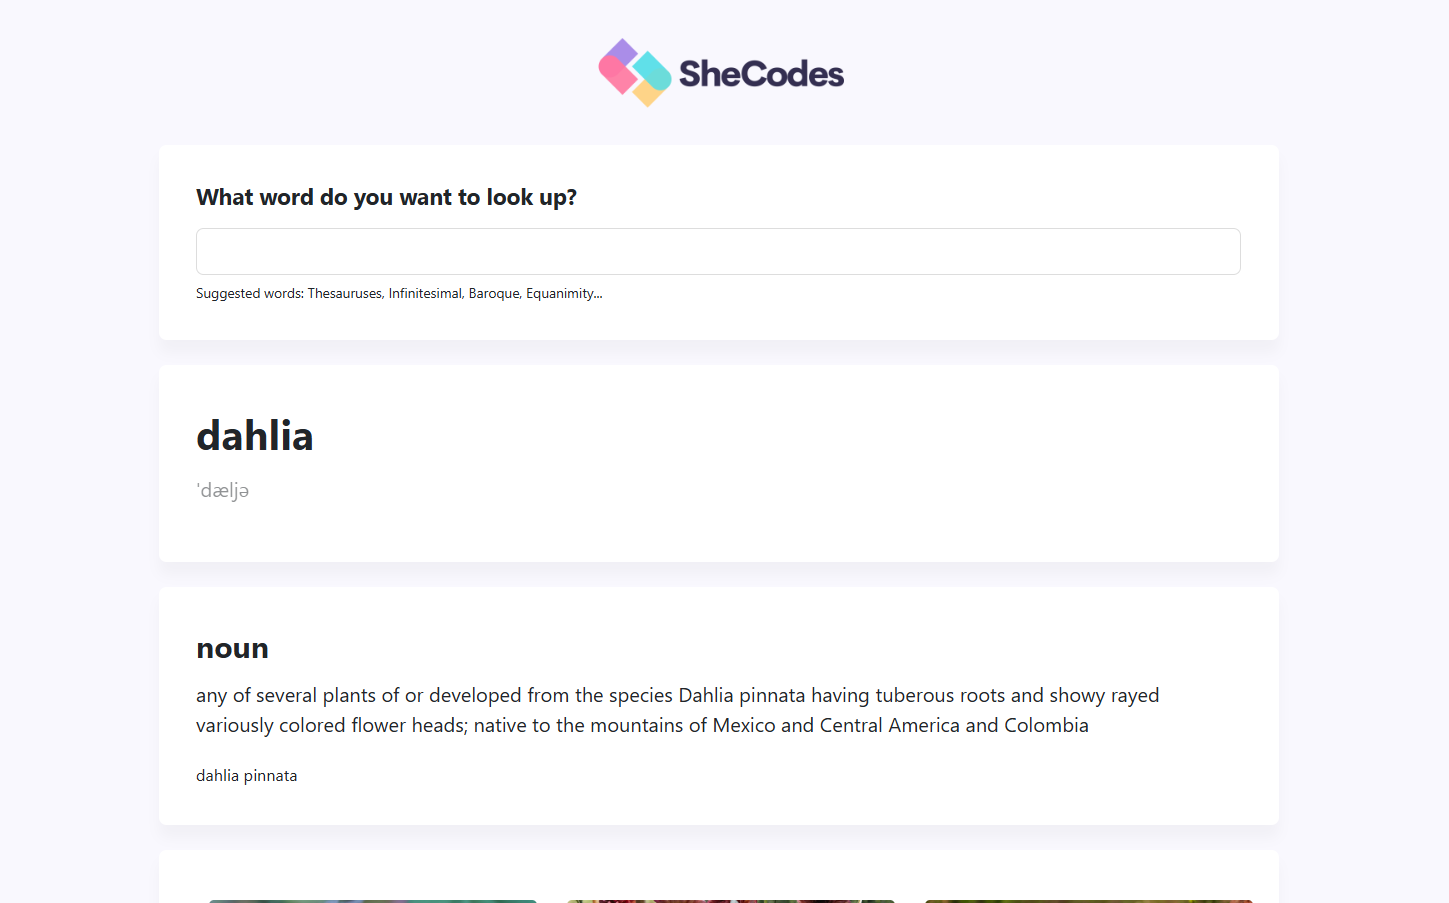 SheCodes
What word do you want to look up?
Suggested words: Thesauruses, Infinitesimal, Baroque, Equanimity...
dahlia
ˈdæljə
noun
any of several plants of or developed from the species Dahlia pinnata having tuberous roots and showy rayed
variously colored flower heads; native to the mountains of Mexico and Central America and Colombia
dahlia pinnata